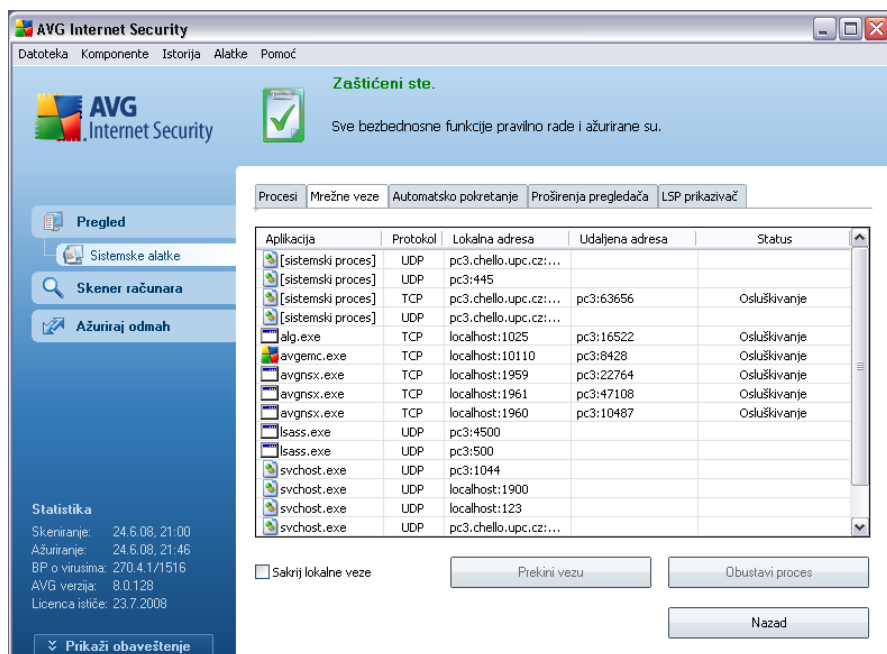 AVG Internet Security
Datoteka Komponente Istorija Alatke Pomoć
AVG
Internet Security
Zaštićeni ste.
Sve bezbednosne funkcije pravilno rade i ažurirane su.
Pregled
Sistemske alatke
Skener računara
Ažuriraj odmah
Statistika
Skeniranje: 24.6.08, 21:00
Ažuriranje: 24.6.08, 21:46
BP o virusima: 270.4.1/1516
AVG verzija: 8.0.128
Licenca ističe: 23.7.2008
Prikaži obaveštenje
Procesi Mrežne veze Automatsko pokretanje Proširenja pregledača LSP prikazivač
Aplikacija Protokol Lokalna adresa Udaljena adresa Status
[sistemski proces] UDP pc3.chello.upc.cz:...
[sistemski proces] UDP pc3:445
[sistemski proces] TCP pc3.chello.upc.cz:... pc3:63656 Osluškivanje
[sistemski proces] UDP pc3.chello.upc.cz:...
alg.exe TCP localhost:1025 pc3:16522 Osluškivanje
avgemc.exe TCP localhost:10110 pc3:8428 Osluškivanje
avgnsx.exe TCP localhost:1959 pc3:22764 Osluškivanje
avgnsx.exe TCP localhost:1961 pc3:47108 Osluškivanje
avgnsx.exe TCP localhost:1960 pc3:10487 Osluškivanje
lsass.exe UDP pc3:4500
lsass.exe UDP pc3:500
svchost.exe UDP pc3:1044
svchost.exe UDP localhost:1900
svchost.exe UDP localhost:123
svchost.exe UDP pc3.chello.upc.cz:...
Sakrij lokalne veze
Prekini vezu
Obustavi proces
Nazad